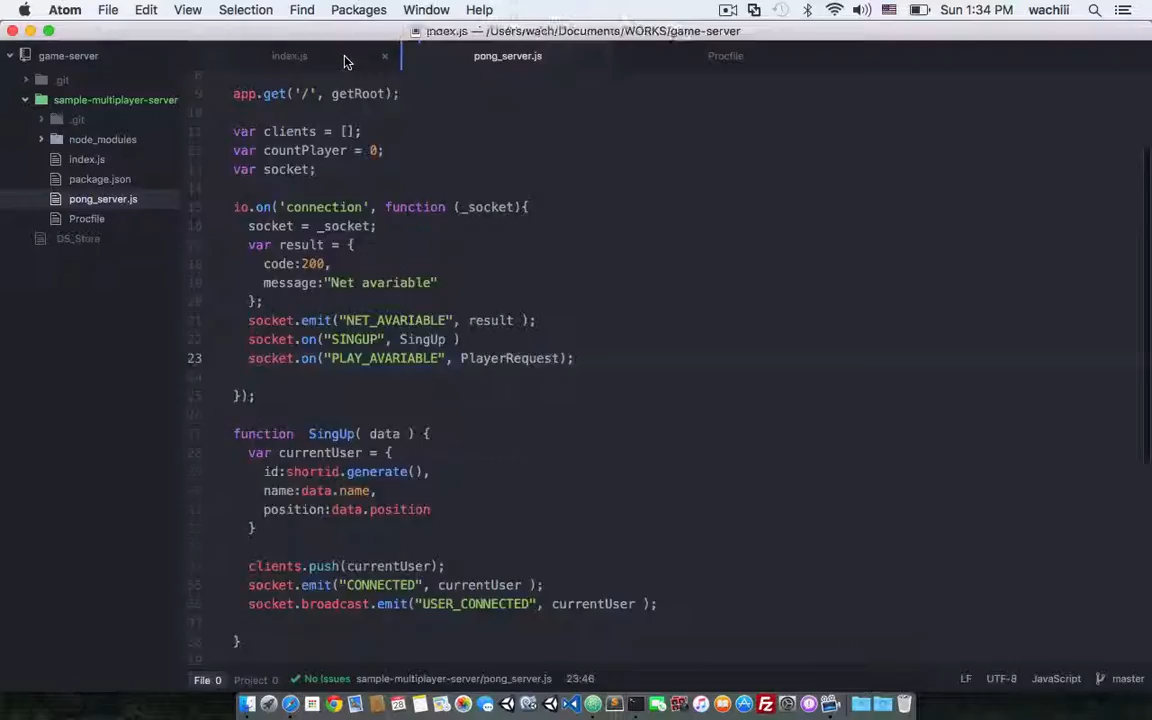 Atom File Edit View Selection Find Packages Window Help Sun 1:34 PM wachiii
index.js — /Users/wach/Documents/WORKS/game-server
game-server index.js pong_server.js Procfile
.git
sample-multiplayer-server
.git
node_modules
index.js
package.json
pong_server.js
Procfile
DS_Store
9 app.get('/', getRoot);
10
var clients = [];
var countPlayer = 0;
var socket;
io.on('connection', function (_socket){
socket = _socket;
var result = {
code:200,
message:"Net avariable"
};
socket.emit("NET_AVARIABLE", result );
socket.on("SINGUP", SingUp )
23 socket.on("PLAY_AVARIABLE", PlayerRequest);
});
function SingUp( data ) {
var currentUser = {
id:shortid.generate(),
name:data.name,
position:data.position
}
clients.push(currentUser);
socket.emit("CONNECTED", currentUser );
socket.broadcast.emit("USER_CONNECTED", currentUser );
}
File 0 Project 0 No Issues sample-multiplayer-server/pong_server.js 23:46 LF UTF-8 JavaScript master
28